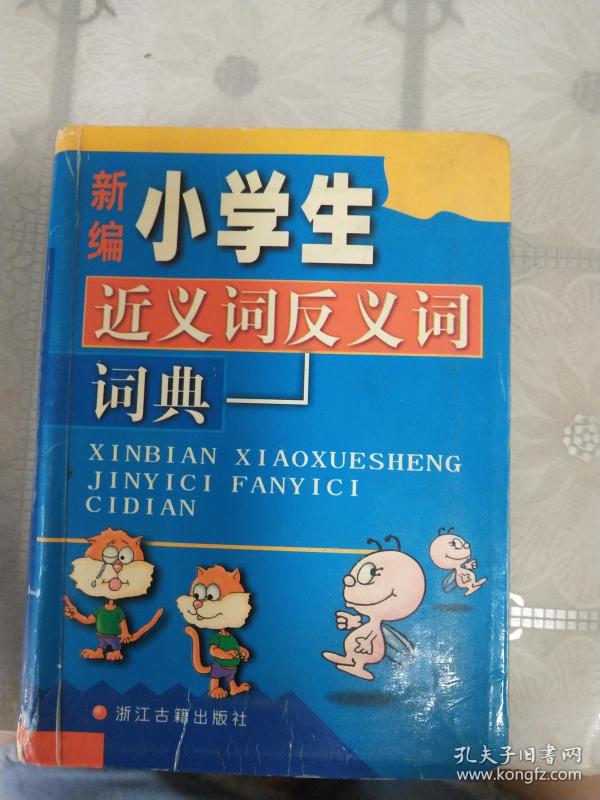 新编
小学生
近义词反义词
词典
XINBIAN XIAOXUESHENG
JINYICI FANYICI
CIDIAN
浙江古籍出版社
孔夫子旧书网
www.kongfz.com